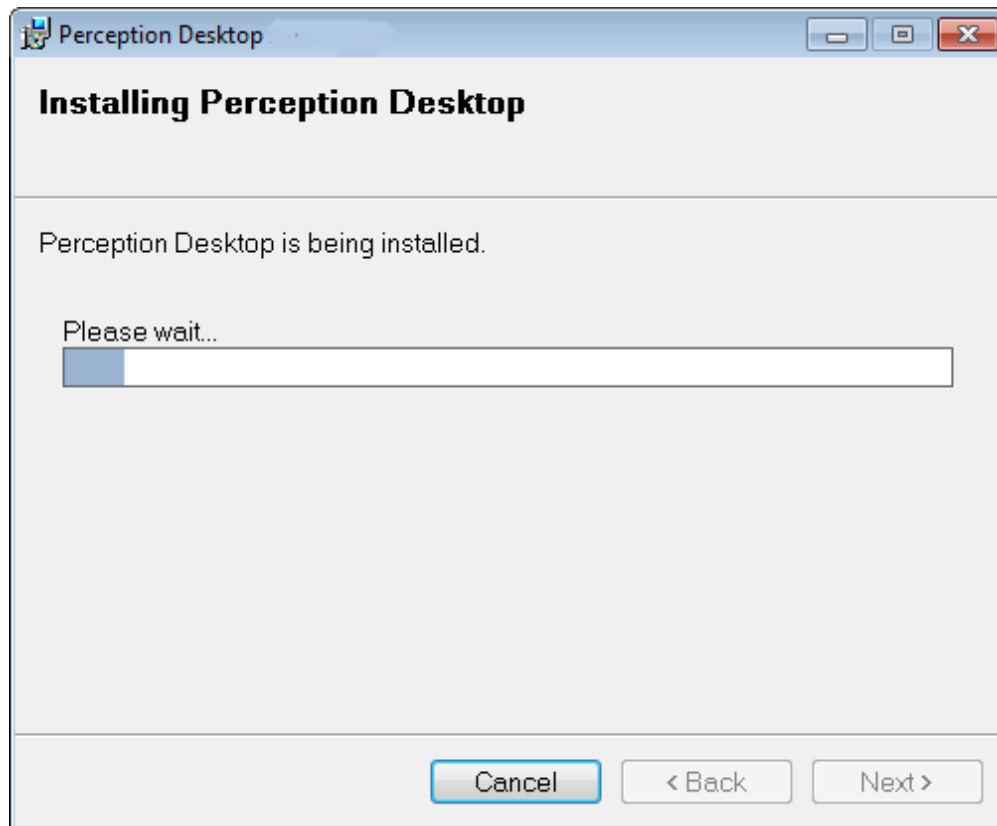 Perception Desktop
Installing Perception Desktop
Perception Desktop is being installed.
Please wait...
Cancel
< Back
Next >